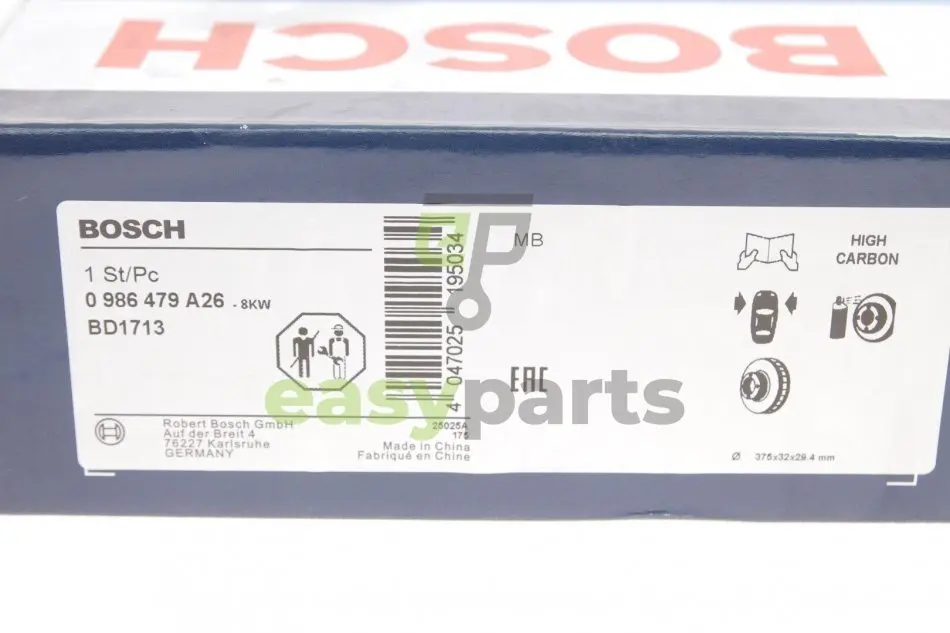 BOSCH
BOSCH
1 St/Pc
0 986 479 A26 - 8KW
BD1713
4 047025 195034
MB
HIGH
CARBON
EAC
easyparts
Robert Bosch GmbH
Auf der Breit 4
76227 Karlsruhe
GERMANY
25025A
175
Made in China
Fabriqué en Chine
Ø 375x32x29.4 mm